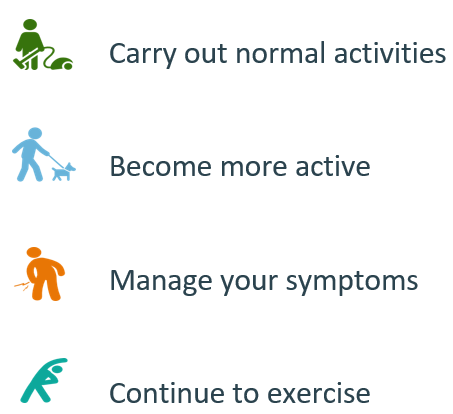 Carry out normal activities
Become more active
Manage your symptoms
Continue to exercise